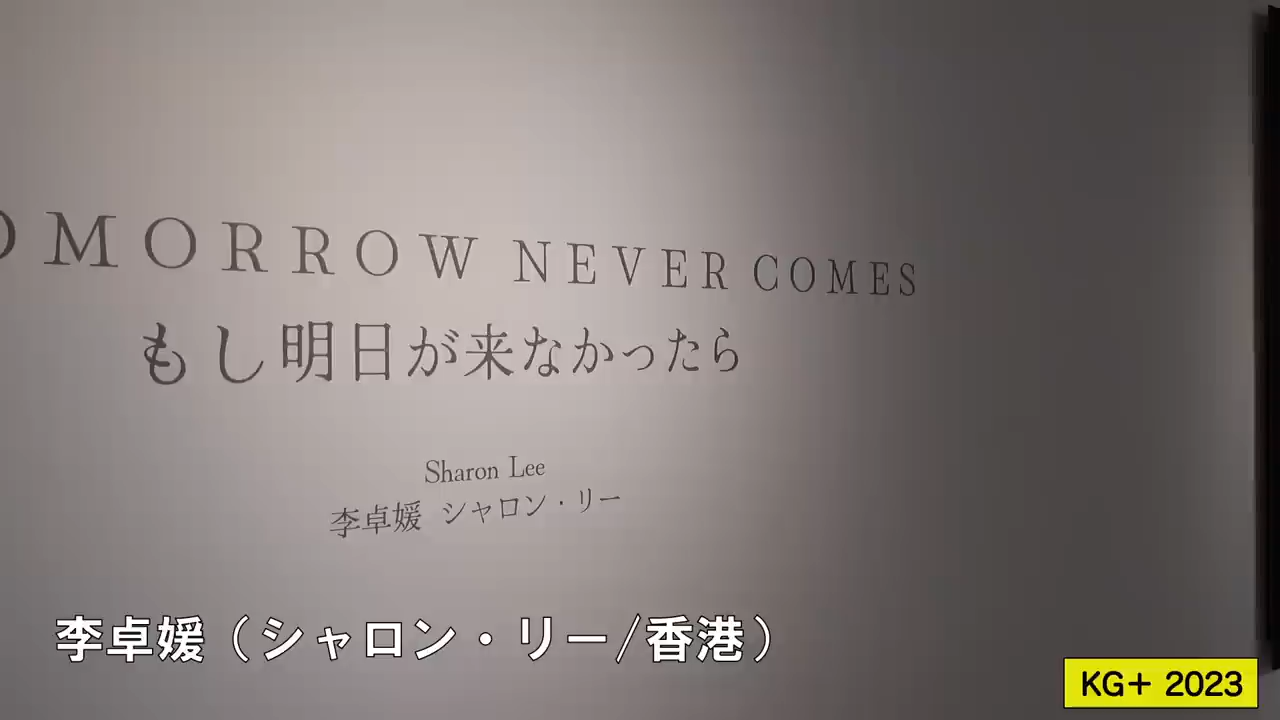 OMORROW NEVER COMES
もし明日が来なかったら
Sharon Lee
李卓媛 シャロン・リー
李卓媛（シャロン・リー/香港）
KG+ 2023